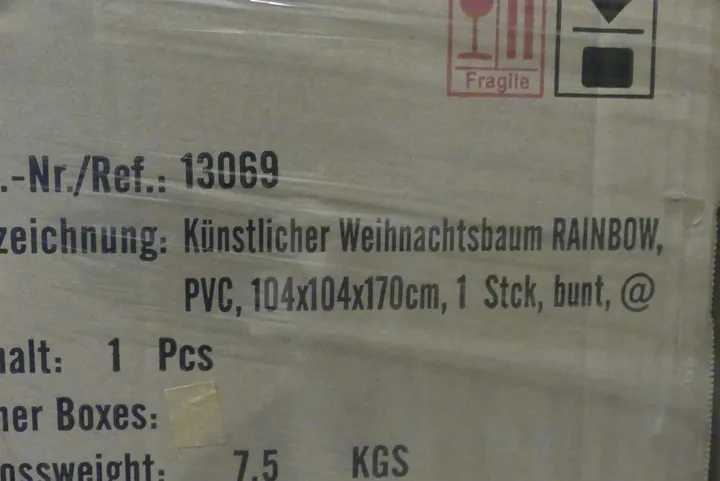 Fragile
.-Nr./Ref.: 13069
zeichnung: Künstlicher Weihnachtsbaum RAINBOW,
PVC, 104x104x170cm, 1 Stck, bunt, @
halt: 1 Pcs
ner Boxes:
ossweight: 7,5 KGS